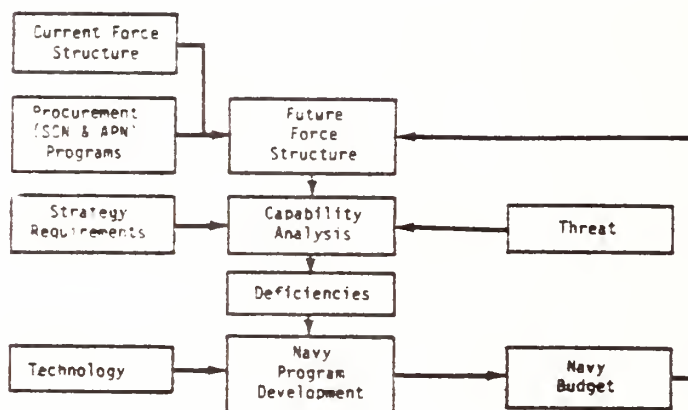 Current Force
Structure
Procurement
(SCN & APN)
Programs
Future
Force
Structure
Strategy
Requirements
Capability
Analysis
Threat
Deficiencies
Technology
Navy
Program
Development
Navy
Budget